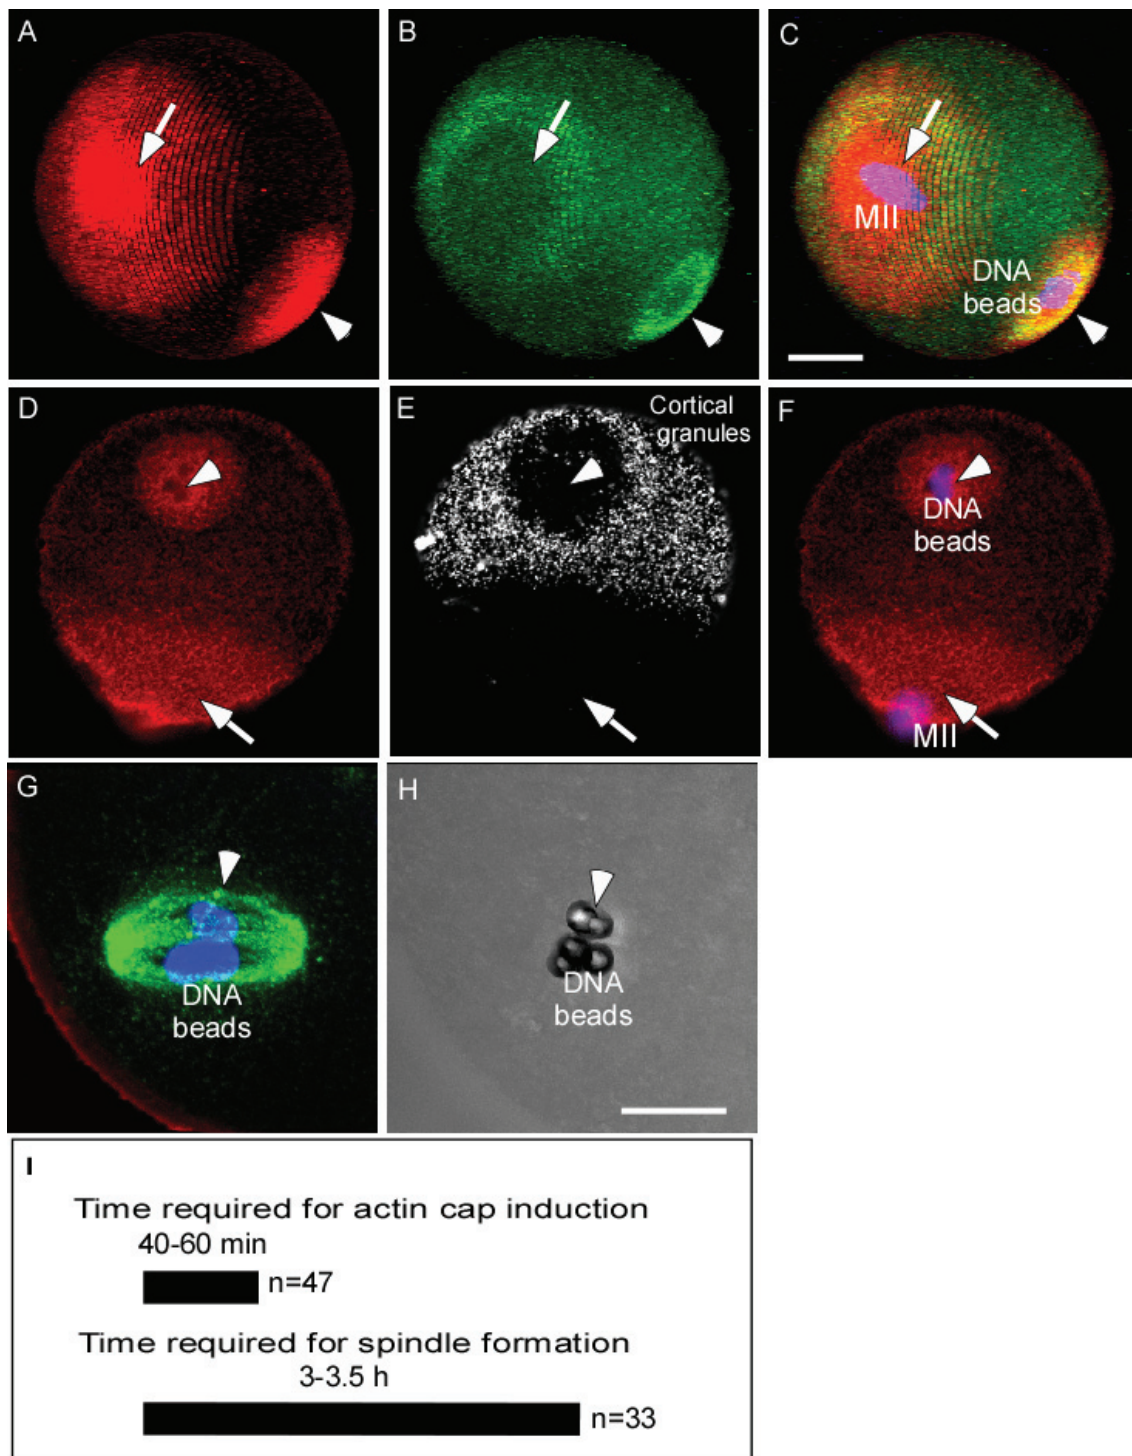 A
B
C
MII
DNA
beads
D
E
Cortical
granules
F
DNA
beads
MII
G
DNA
beads
H
DNA
beads
I
Time required for actin cap induction
40-60 min
n=47
Time required for spindle formation
3-3.5 h
n=33